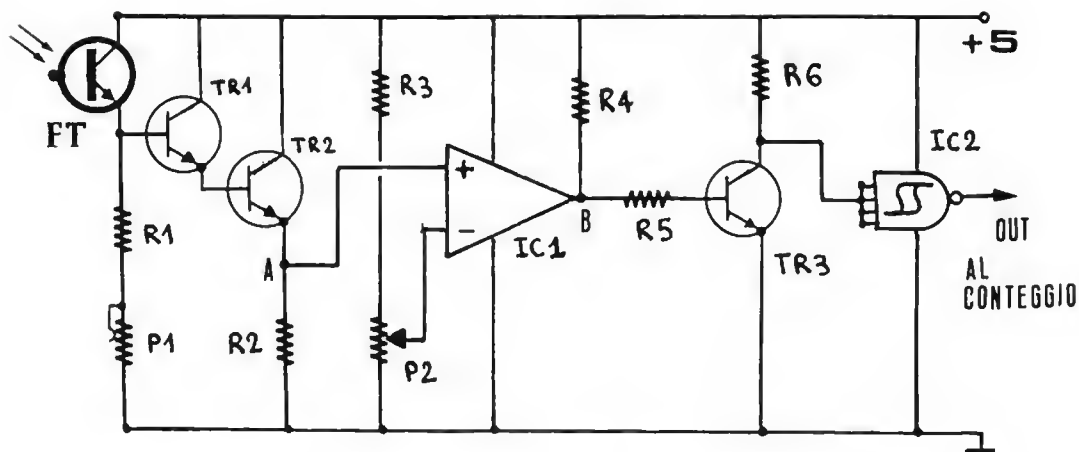 +5
FT
TR1
TR2
R3
R4
R6
IC2
+
-
IC1
B
R5
TR3
OUT
AL
CONTEGGIO
R1
A
P1
R2
P2